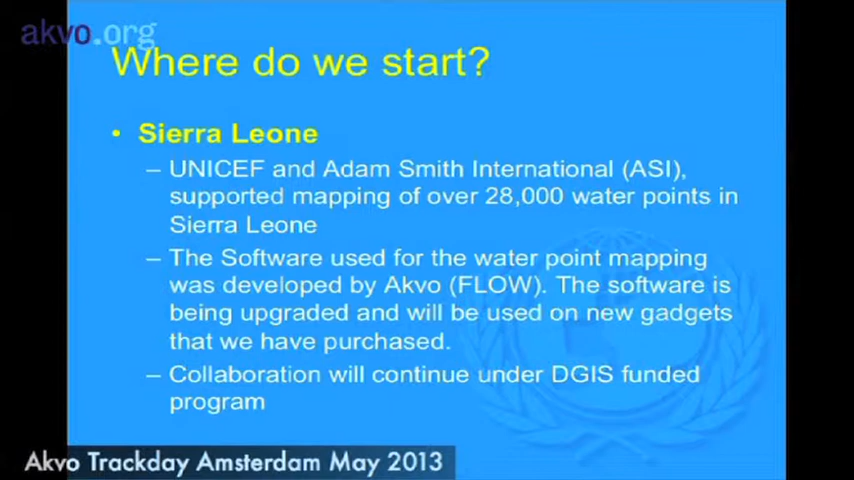 akvo.org
Where do we start?
• Sierra Leone
– UNICEF and Adam Smith International (ASI),
supported mapping of over 28,000 water points in
Sierra Leone
– The Software used for the water point mapping
was developed by Akvo (FLOW). The software is
being upgraded and will be used on new gadgets
that we have purchased.
– Collaboration will continue under DGIS funded
program
Akvo Trackday Amsterdam May 2013